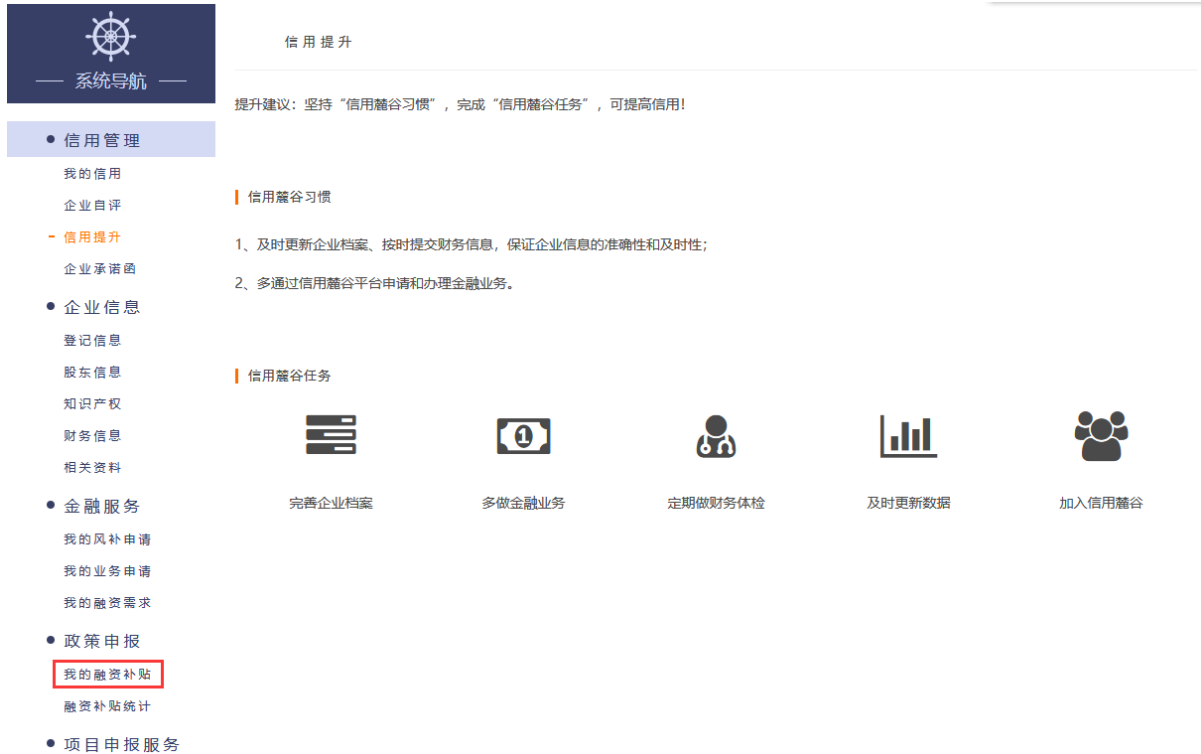 系统导航
信用管理
我的信用
企业自评
信用提升
企业承诺函
企业信息
登记信息
股东信息
知识产权
财务信息
相关资料
金融服务
我的风补申请
我的业务申请
我的融资需求
政策申报
我的融资补贴
融资补贴统计
项目申报服务
信用提升
提升建议：坚持“信用麓谷习惯”，完成“信用麓谷任务”，可提高信用！
信用麓谷习惯
1、及时更新企业档案、按时提交财务信息，保证企业信息的准确性和及时性；
2、多通过信用麓谷平台申请和办理金融业务。
信用麓谷任务
1
完善企业档案 多做金融业务 定期做财务体检 及时更新数据 加入信用麓谷